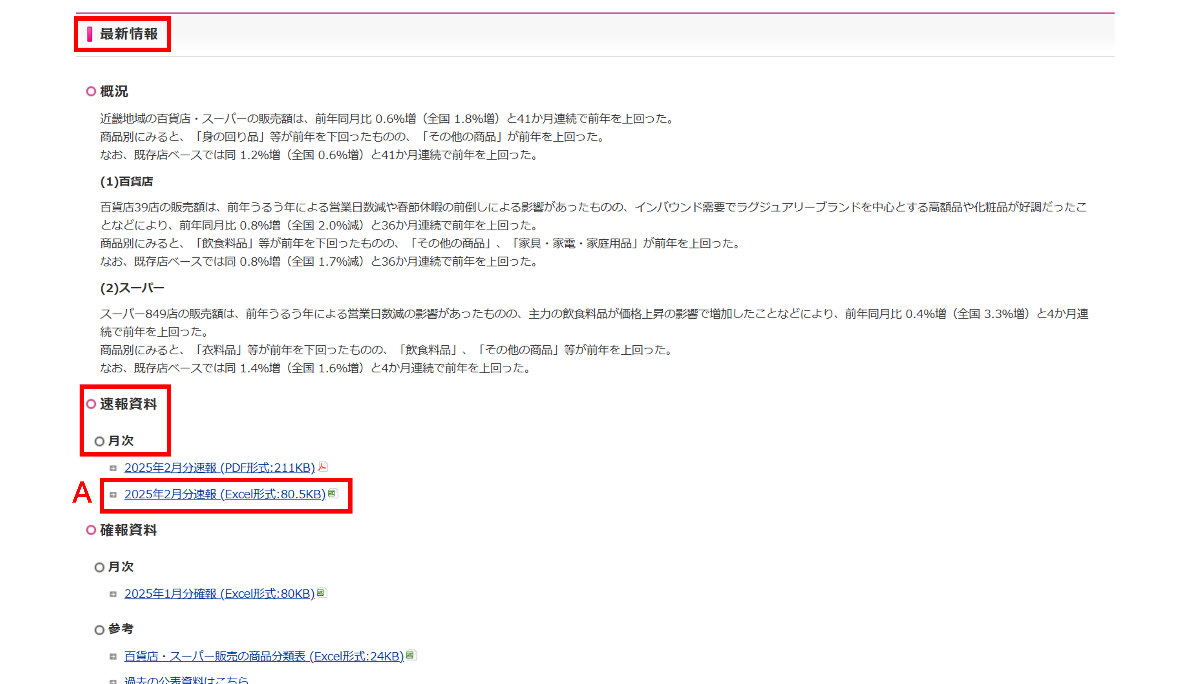 最新情報
概況
近畿地域の百貨店・スーパーの販売額は、前年同月比 0.6%増（全国 1.8%増）と41か月連続で前年を上回った。
商品別にみると、「身の回り品」等が前年を下回ったものの、「その他の商品」が前年を上回った。
なお、既存店ベースでは同 1.2%増（全国 0.6%増）と41か月連続で前年を上回った。
(1)百貨店
百貨店39店の販売額は、前年うるう年による営業日数減や春節休暇の前倒しによる影響があったものの、インバウンド需要でラグジュアリーブランドを中心とする高額品や化粧品が好調だったこ
となどにより、前年同月比 0.8%増（全国 2.0%減）と36か月連続で前年を上回った。
商品別にみると、「飲食料品」等が前年を下回ったものの、「その他の商品」、「家具・家電・家庭用品」が前年を上回った。
なお、既存店ベースでは同 0.8%増（全国 1.7%減）と36か月連続で前年を上回った。
(2)スーパー
スーパー849店の販売額は、前年うるう年による営業日数減の影響があったものの、主力の飲食料品が価格上昇の影響で増加したことなどにより、前年同月比 0.4%増（全国 3.3%増）と4か月連
続で前年を上回った。
商品別にみると、「衣料品」等が前年を下回ったものの、「飲食料品」、「その他の商品」等が前年を上回った。
なお、既存店ベースでは同 1.4%増（全国 1.6%増）と4か月連続で前年を上回った。
速報資料
月次
2025年2月分速報 (PDF形式:211KB)
A
2025年2月分速報 (Excel形式:80.5KB)
確報資料
月次
2025年1月分確報 (Excel形式:80KB)
参考
百貨店・スーパー販売の商品分類表 (Excel形式:24KB)
過去の公表資料はこちら